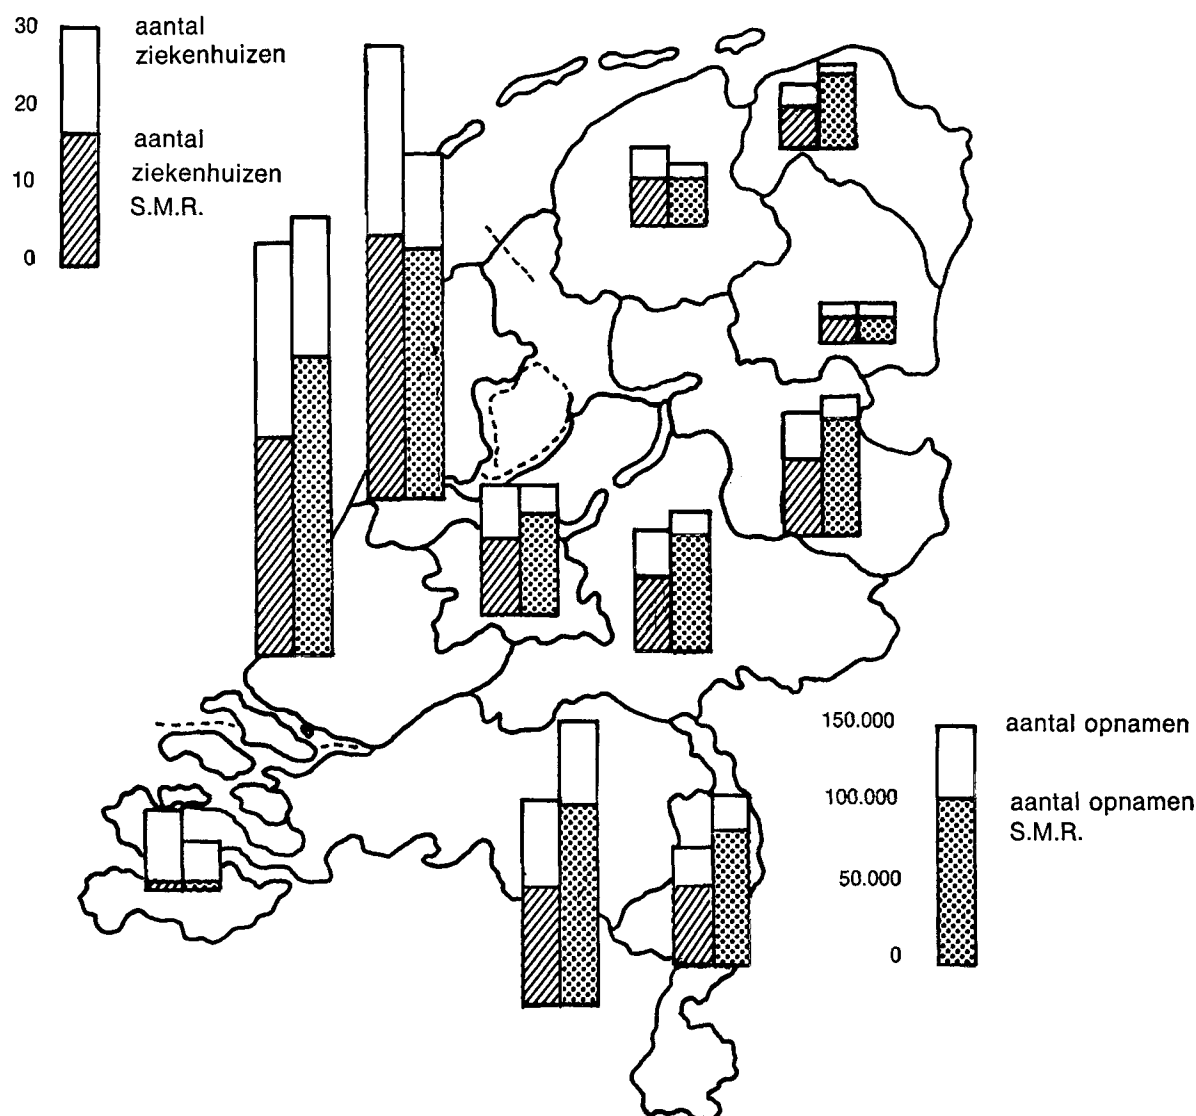 30
aantal
ziekenhuizen
20
aantal
ziekenhuizen
10
S.M.R.
0
150.000
aantal opnamen
100.000
aantal opnamen
S.M.R.
50.000
0